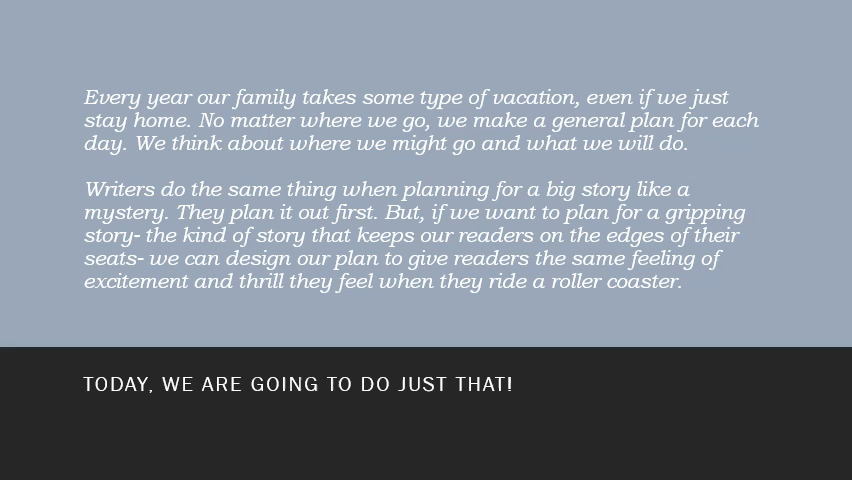 Every year our family takes some type of vacation, even if we just
stay home. No matter where we go, we make a general plan for each
day. We think about where we might go and what we will do.
Writers do the same thing when planning for a big story like a
mystery. They plan it out first. But, if we want to plan for a gripping
story- the kind of story that keeps our readers on the edges of their
seats- we can design our plan to give readers the same feeling of
excitement and thrill they feel when they ride a roller coaster.
TODAY, WE ARE GOING TO DO JUST THAT!